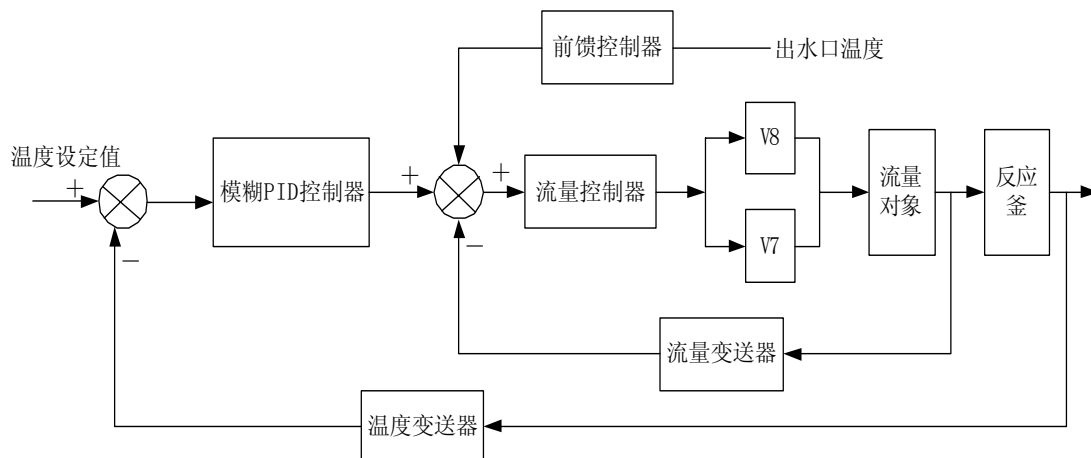 前馈控制器
出水口温度
温度设定值
+
模糊PID控制器
+
+
流量控制器
V8
V7
流量
对象
反应
釜
—
—
流量变送器
温度变送器